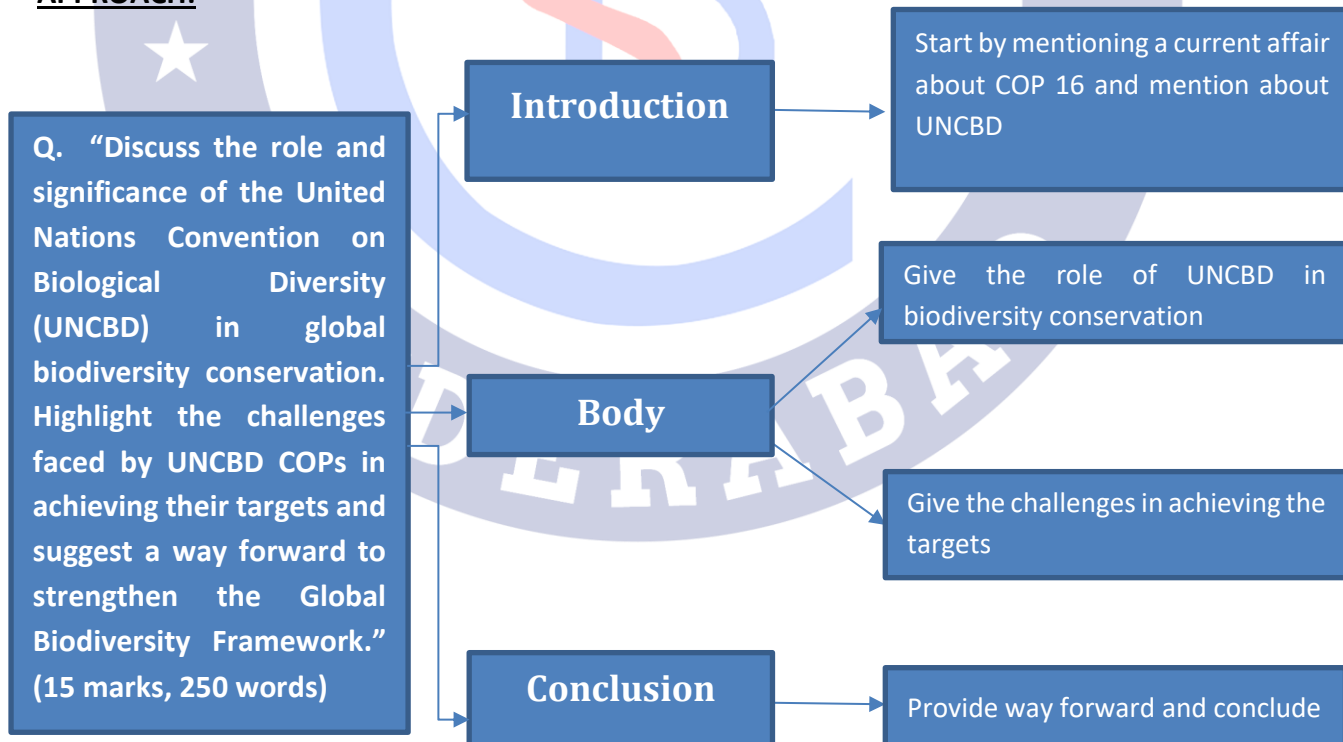 APPROACH:
Q. “Discuss the role and
significance of the United
Nations Convention on
Biological Diversity
(UNCBD) in global
biodiversity conservation.
Highlight the challenges
faced by UNCBD COPs in
achieving their targets and
suggest a way forward to
strengthen the Global
Biodiversity Framework.”
(15 marks, 250 words)
Introduction
Start by mentioning a current affair
about COP 16 and mention about
UNCBD
Body
Give the role of UNCBD in
biodiversity conservation
Give the challenges in achieving the
targets
Conclusion
Provide way forward and conclude